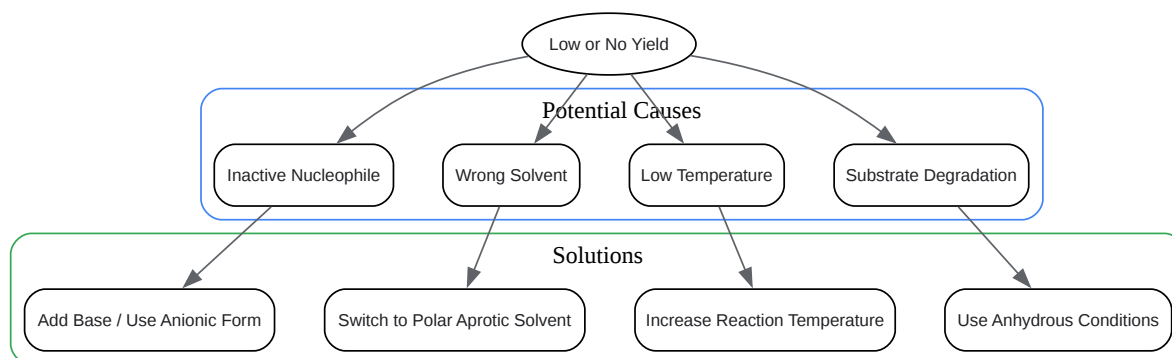 Low or No Yield
Potential Causes
Inactive Nucleophile
Wrong Solvent
Low Temperature
Substrate Degradation
Solutions
Add Base / Use Anionic Form
Switch to Polar Aprotic Solvent
Increase Reaction Temperature
Use Anhydrous Conditions